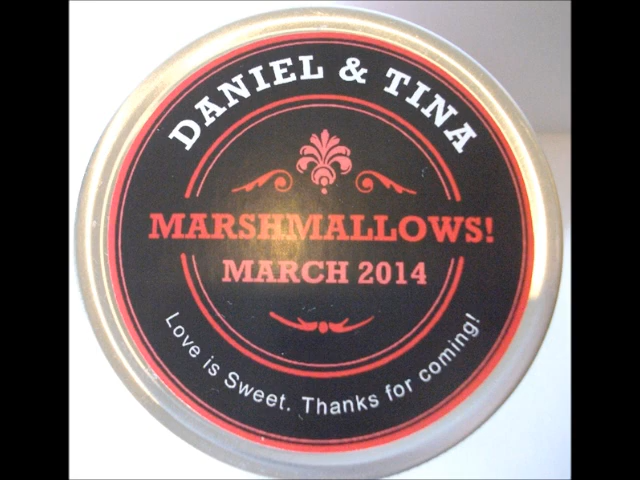 DANIEL & TINA
MARSHMALLOWS!
MARCH 2014
Love is Sweet. Thanks for coming!